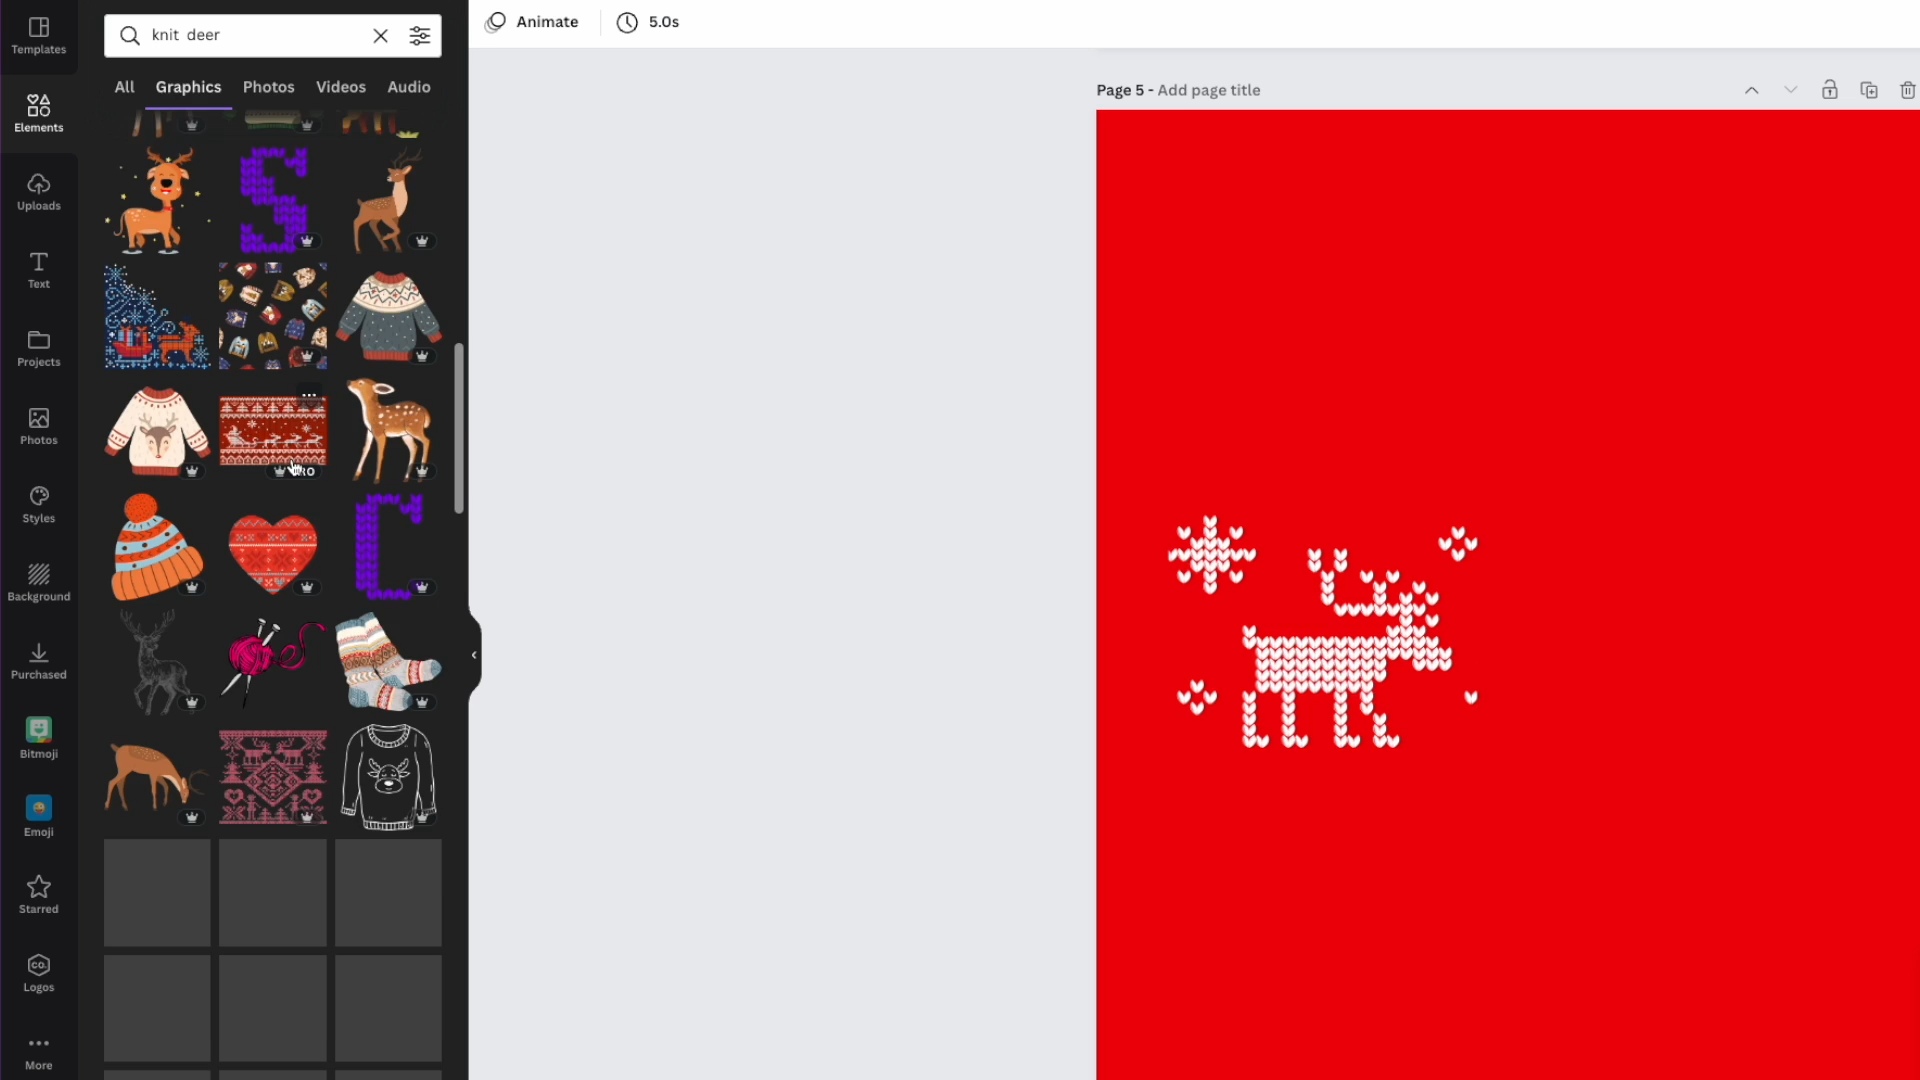 Templates
Elements
Uploads
Text
Projects
Photos
Styles
Background
Purchased
Bitmoji
Emoji
Starred
CO.
Logos
More
knit deer
All Graphics Photos Videos Audio
S
C
Animate 5.0s
Page 5 - Add page title